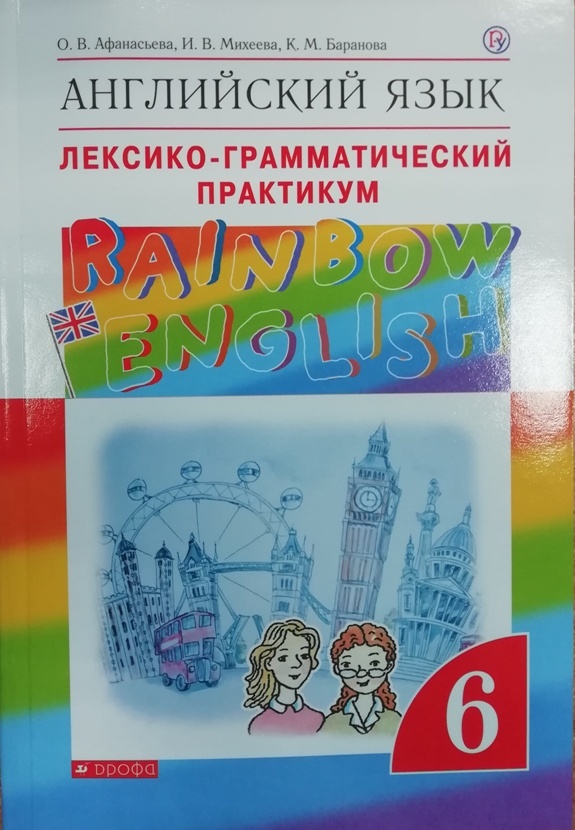 О. В. Афанасьева, И. В. Михеева, К. М. Баранова
АНГЛИЙСКИЙ ЯЗЫК
ЛЕКСИКО-ГРАММАТИЧЕСКИЙ
ПРАКТИКУМ
RAINBOW
ENGLISH
6
ДРОФА